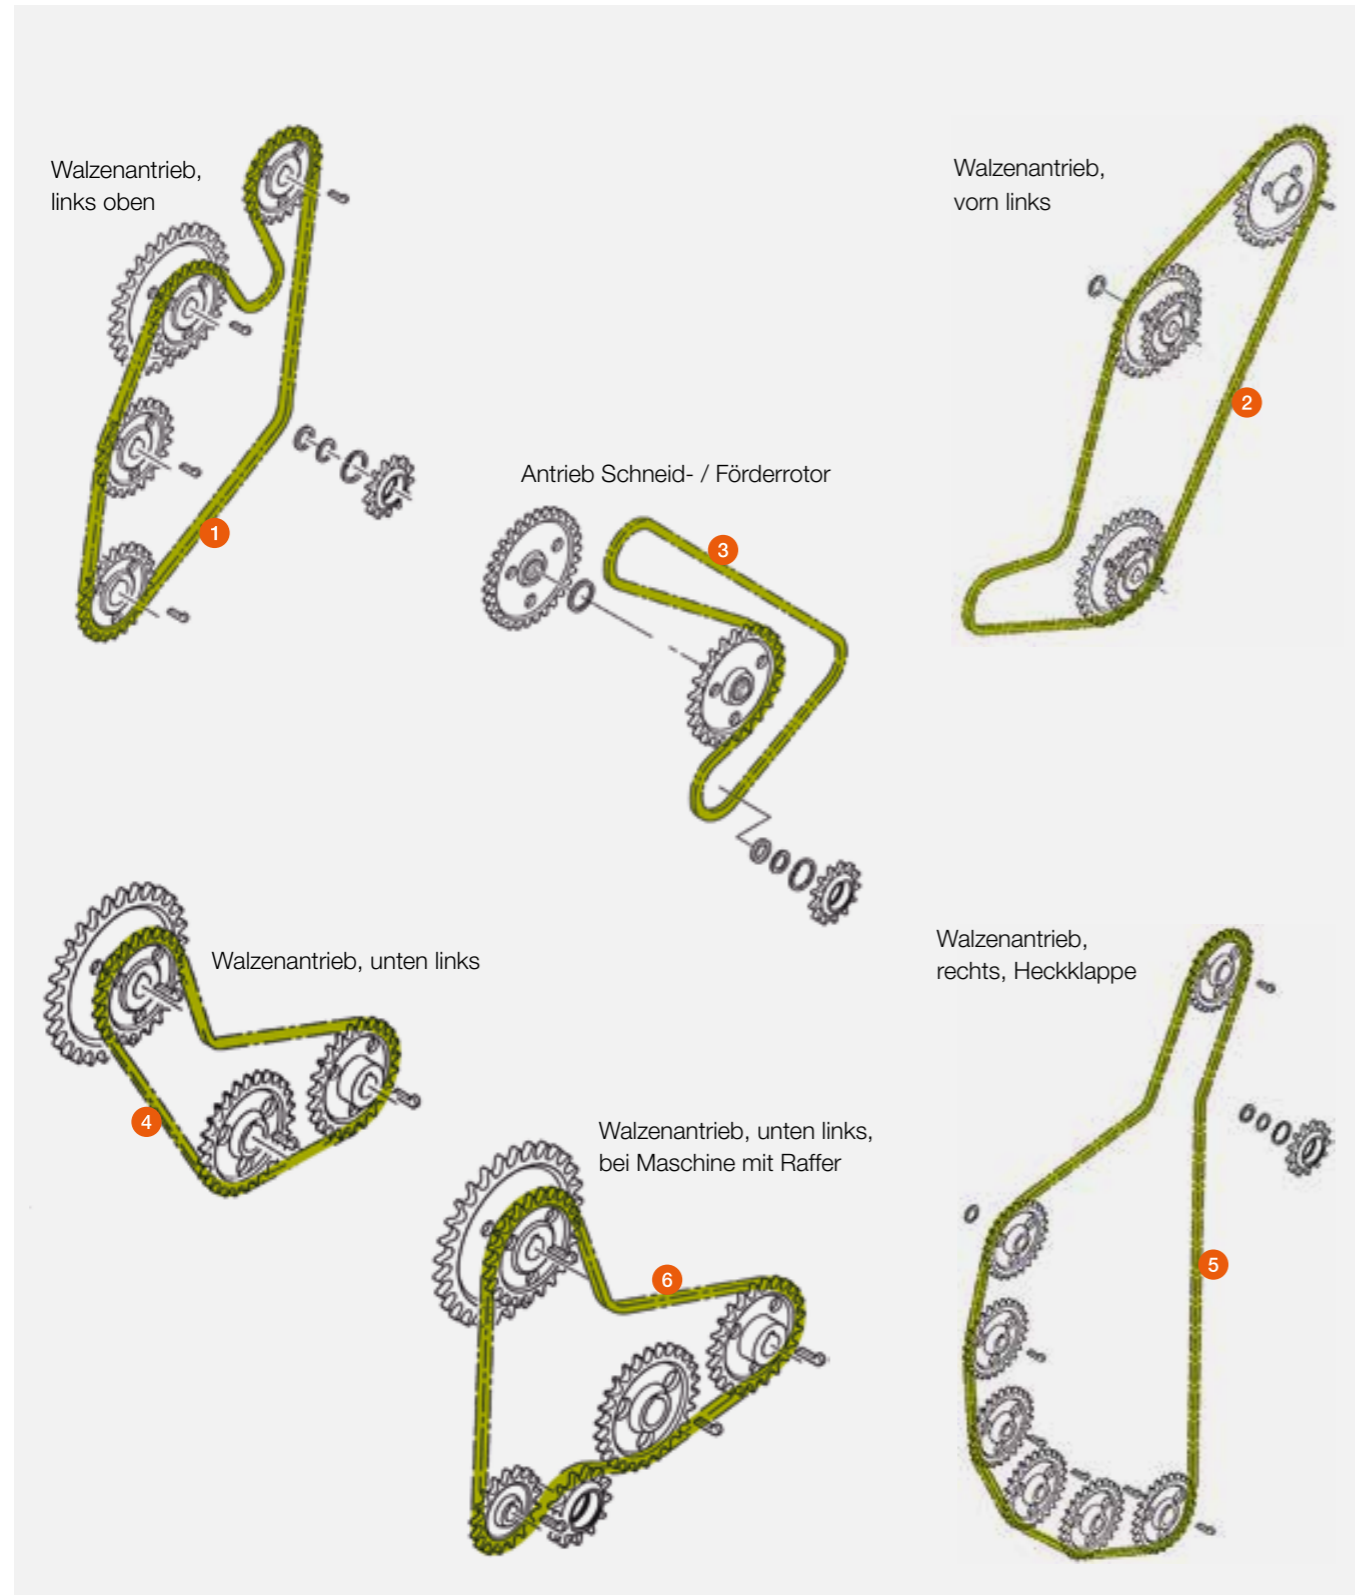 Walzenantrieb,
links oben
1
Walzenantrieb,
vorn links
2
Antrieb Schneid- / Förderrotor
3
Walzenantrieb, unten links
4
Walzenantrieb,
rechts, Heckklappe
5
Walzenantrieb, unten links,
bei Maschine mit Raffer
6